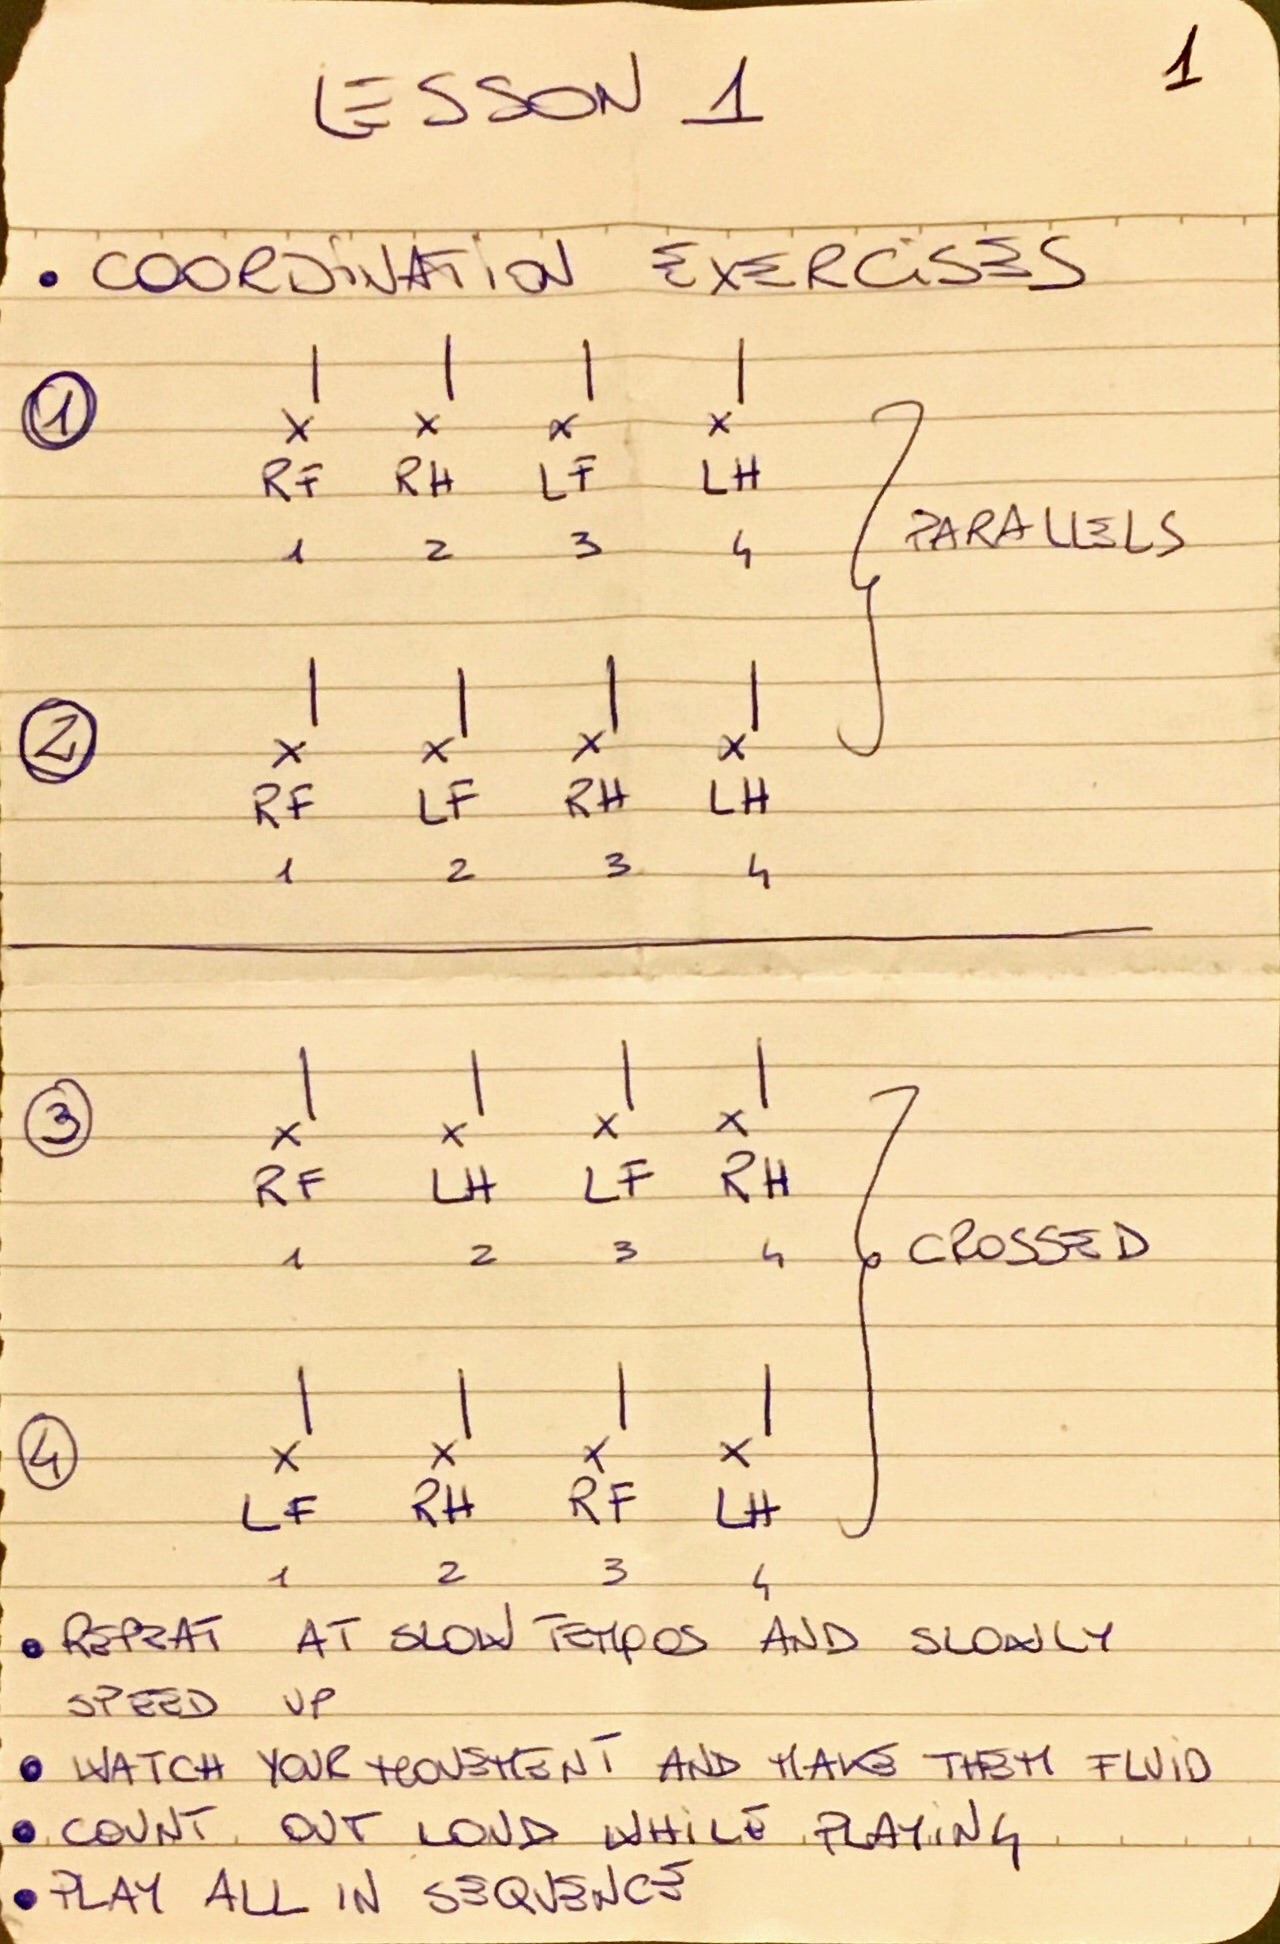 1
LESSON 1
• COORDiNATiON EXERCiSES
1
x x x x
RF RH LF LH
1 2 3 4
PARALLELS
2
x x x x
RF LF RH LH
1 2 3 4
3
x x x x
RF LH LF RH
1 2 3 4
CROSSED
4
x x x x
LF RH RF LH
1 2 3 4
• REPEAT AT SLOW TEMPOS AND SLOWLY
SPEED UP
• WATCH YOUR MOVEMENT AND MAKE THEM FLUID
• COUNT OUT LOUD WHiLE PLAYiNG
• PLAY ALL IN SEQUENCE